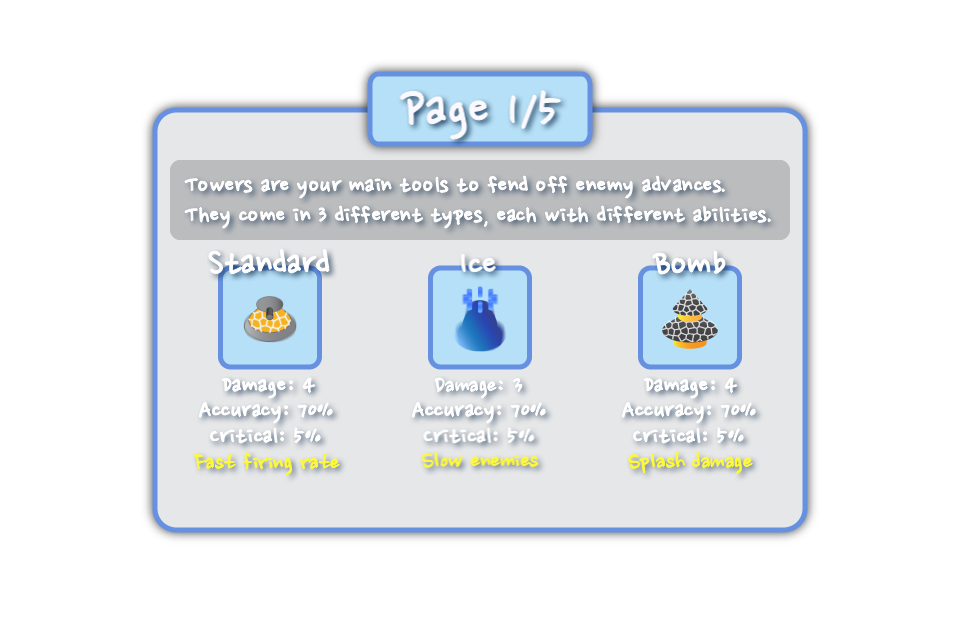 Page 1/5
Towers are your main tools to fend off enemy advances.
They come in 3 different types, each with different abilities.
Standard
Ice
Bomb
Damage: 4
Accuracy: 70%
Critical: 5%
Fast firing rate
Damage: 3
Accuracy: 70%
Critical: 5%
Slow enemies
Damage: 4
Accuracy: 70%
Critical: 5%
Splash damage